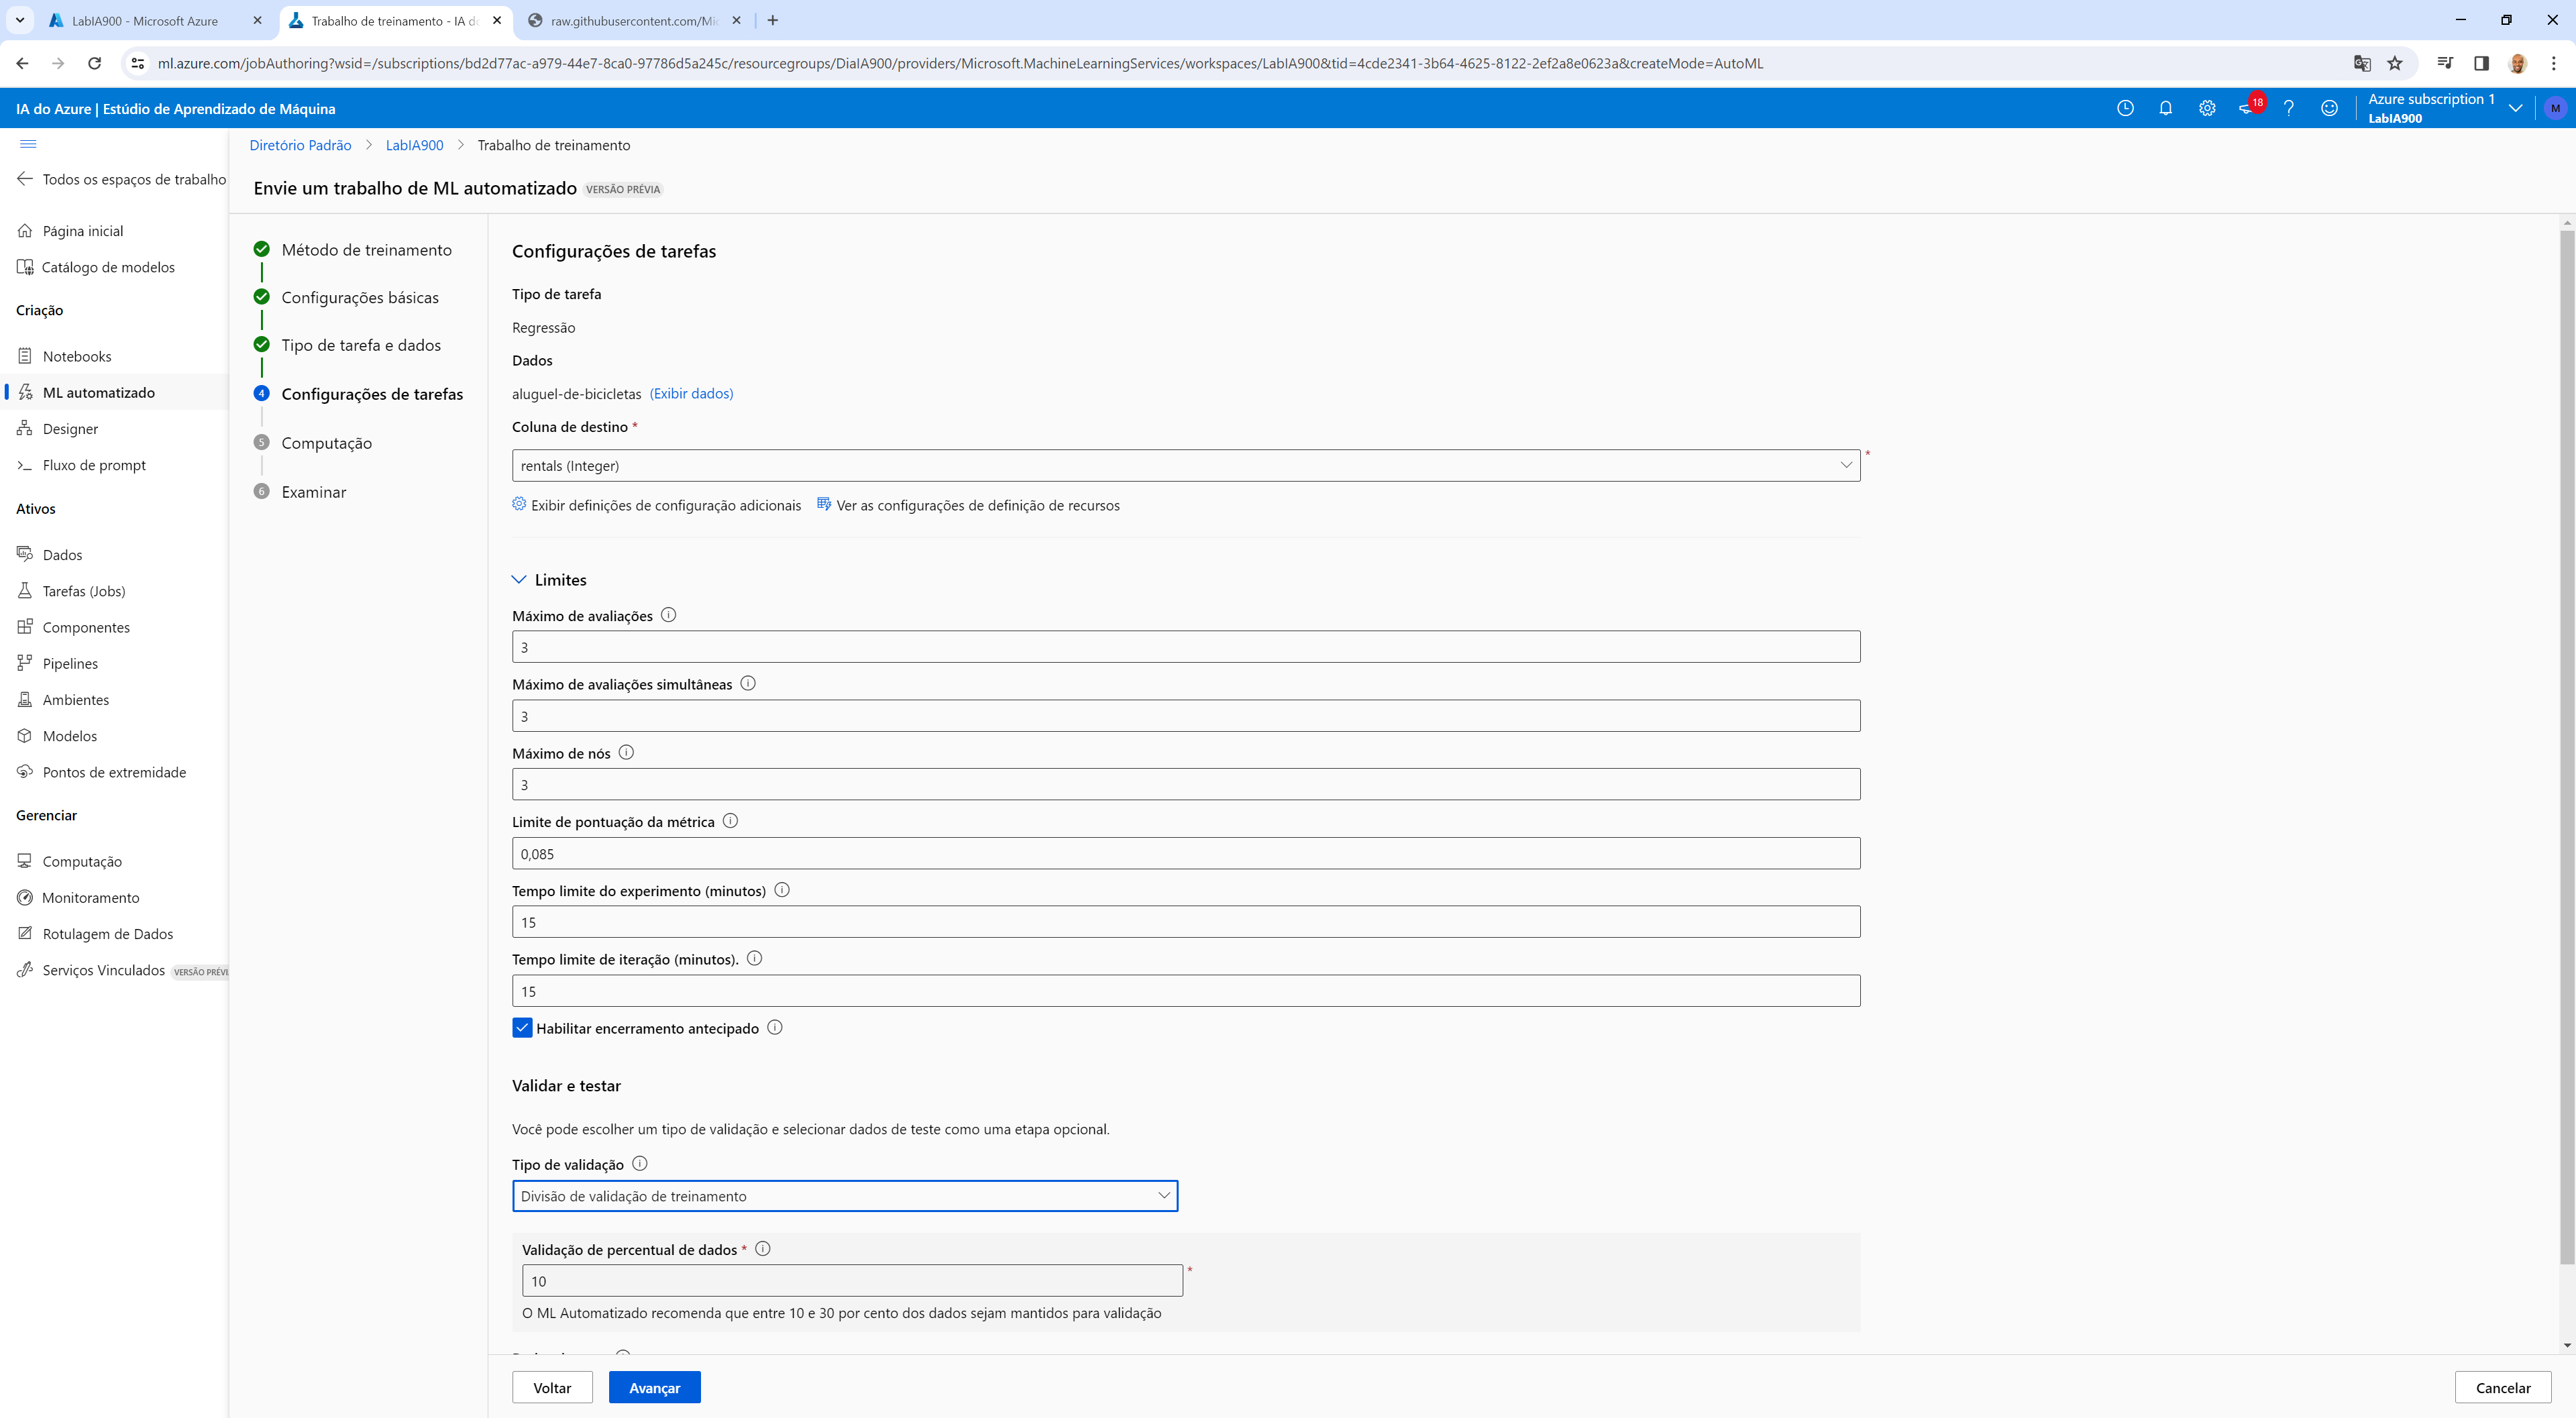 LabIA900 - Microsoft Azure
Trabalho de treinamento - IA do
raw.githubusercontent.com/Mi
ml.azure.com/jobAuthoring?wsid=/subscriptions/bd2d77ac-a979-44e7-8ca0-97786d5a245c/resourcegroups/DiaIA900/providers/Microsoft.MachineLearningServices/workspaces/LabIA900&tid=4cde2341-3b64-4625-8122-2ef2a8e0623a&createMode=AutoML
IA do Azure | Estúdio de Aprendizado de Máquina
18
Azure subscription 1
LabIA900
M
Todos os espaços de trabalho
Página inicial
Catálogo de modelos
Criação
Notebooks
ML automatizado
Designer
Fluxo de prompt
Ativos
Dados
Tarefas (Jobs)
Componentes
Pipelines
Ambientes
Modelos
Pontos de extremidade
Gerenciar
Computação
Monitoramento
Rotulagem de Dados
Serviços Vinculados VERSÃO PRÉVI
Diretório Padrão > LabIA900 > Trabalho de treinamento
Envie um trabalho de ML automatizado VERSÃO PRÉVIA
Método de treinamento
Configurações básicas
Tipo de tarefa e dados
4 Configurações de tarefas
5 Computação
6 Examinar
Configurações de tarefas
Tipo de tarefa
Regressão
Dados
aluguel-de-bicicletas (Exibir dados)
Coluna de destino *
rentals (Integer) *
Exibir definições de configuração adicionais Ver as configurações de definição de recursos
Limites
Máximo de avaliações
3
Máximo de avaliações simultâneas
3
Máximo de nós
3
Limite de pontuação da métrica
0,085
Tempo limite do experimento (minutos)
15
Tempo limite de iteração (minutos).
15
Habilitar encerramento antecipado
Validar e testar
Você pode escolher um tipo de validação e selecionar dados de teste como uma etapa opcional.
Tipo de validação
Divisão de validação de treinamento
Validação de percentual de dados *
10 *
O ML Automatizado recomenda que entre 10 e 30 por cento dos dados sejam mantidos para validação
Voltar
Avançar
Cancelar